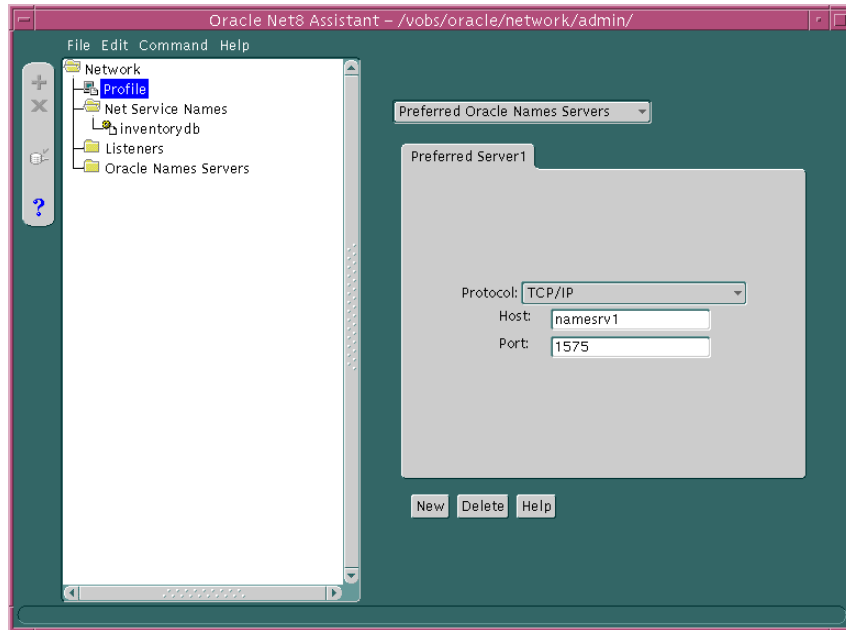 Oracle Net8 Assistant – /vobs/oracle/network/admin/
File Edit Command Help
Network
Profile
Net Service Names
inventorydb
Listeners
Oracle Names Servers
?
Preferred Oracle Names Servers
Preferred Server1
Protocol: TCP/IP
Host: namesrv1
Port: 1575
New Delete Help